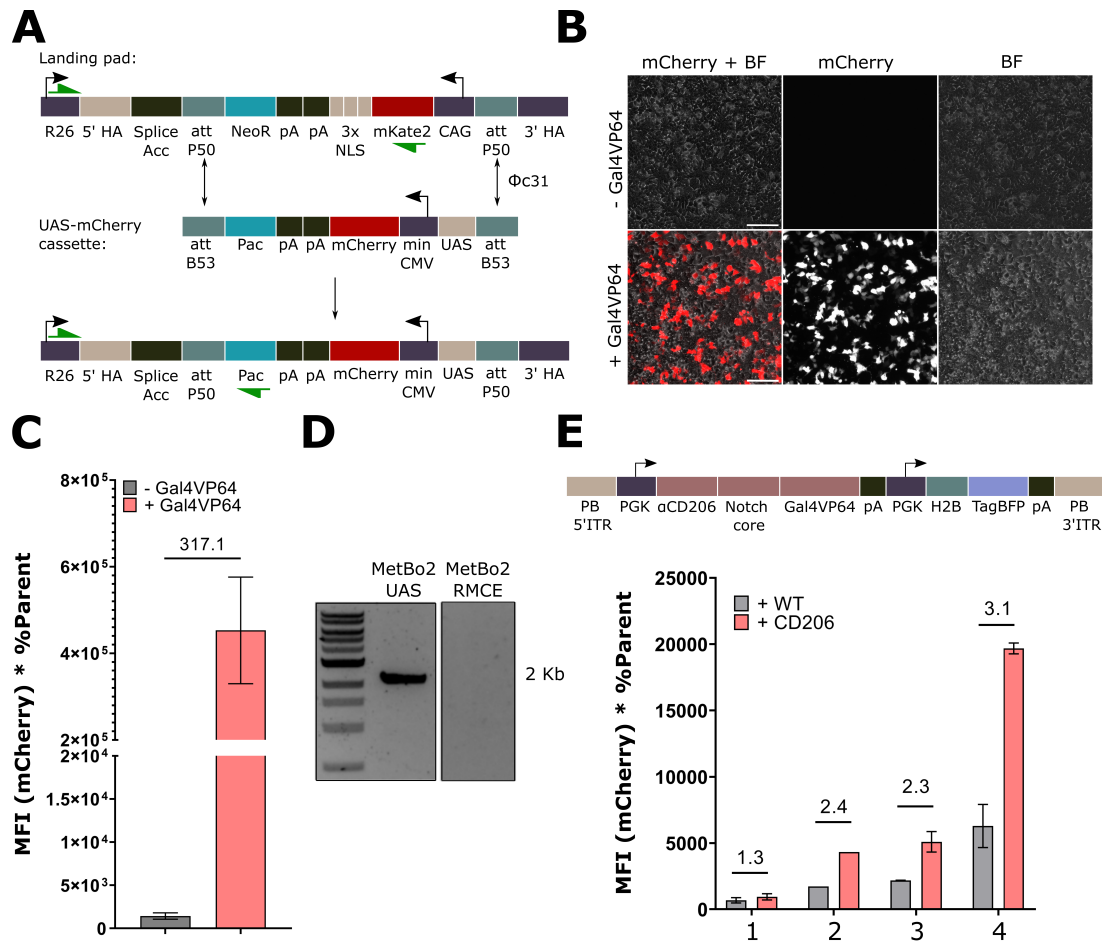 A
Landing pad:
R26 5' HA Splice Acc att P50 NeoR pA pA 3x NLS mKate2 CAG att P50 3' HA
Φc31
UAS-mCherry
cassette:
att B53 Pac pA pA mCherry min CMV UAS att B53
R26 5' HA Splice Acc att P50 Pac pA pA mCherry min CMV UAS att P50 3' HA
B
mCherry + BF mCherry BF
- Gal4VP64
+ Gal4VP64
C
MFI (mCherry) * %Parent
8×10⁵
6×10⁵
4×10⁵
2×10⁵
2×10⁴
1.5×10⁴
1×10⁴
5×10³
0
- Gal4VP64
+ Gal4VP64
317.1
D
MetBo2 UAS
MetBo2 RMCE
2 Kb
E
PB 5'ITR PGK αCD206 Notch core Gal4VP64 pA PGK H2B TagBFP pA PB 3'ITR
MFI (mCherry) * %Parent
25000
20000
15000
10000
5000
0
+ WT
+ CD206
1.3
2.4
2.3
3.1
1 2 3 4